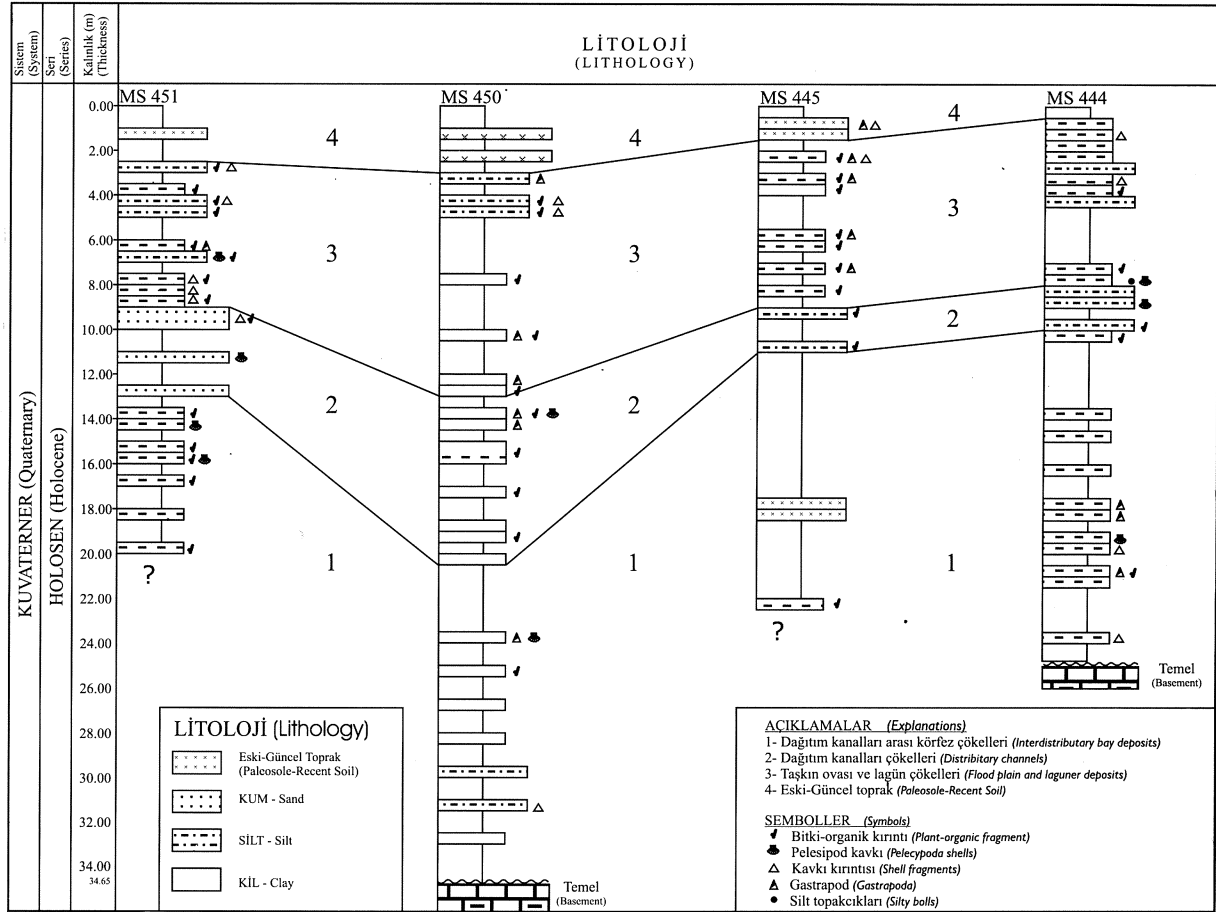 Sistem
(System)
Seri
(Series)
Kalınlık (m)
(Thickness)
LİTOLOJİ
(LITHOLOGY)
KUVATERNER (Quaternary)
HOLOSEN (Holocene)
MS 451
MS 450
MS 445
MS 444
0.00
2.00
4.00
6.00
8.00
10.00
12.00
14.00
16.00
18.00
20.00
22.00
24.00
26.00
28.00
30.00
32.00
34.00
34.65
4
4
4
3
3
3
2
2
2
1
1
1
?
?
Temel
(Basement)
Temel
(Basement)
LİTOLOJİ (Lithology)
Eski-Güncel Toprak
(Paleosole-Recent Soil)
KUM - Sand
SİLT - Silt
KİL - Clay
AÇIKLAMALAR (Explanations)
1- Dağıtım kanalları arası körfez çökelleri (Interdistributary bay deposits)
2- Dağıtım kanalları çökelleri (Distribitary channels)
3- Taşkın ovası ve lagün çökelleri (Flood plain and laguner deposits)
4- Eski-Güncel toprak (Paleosole-Recent Soil)
SEMBOLLER (Symbols)
Bitki-organik kırıntı (Plant-organic fragment)
Pelesipod kavkı (Pelecypoda shells)
Kavkı kırıntısı (Shell fragments)
Gastrapod (Gastrapoda)
Silt topakcıkları (Silty bolls)